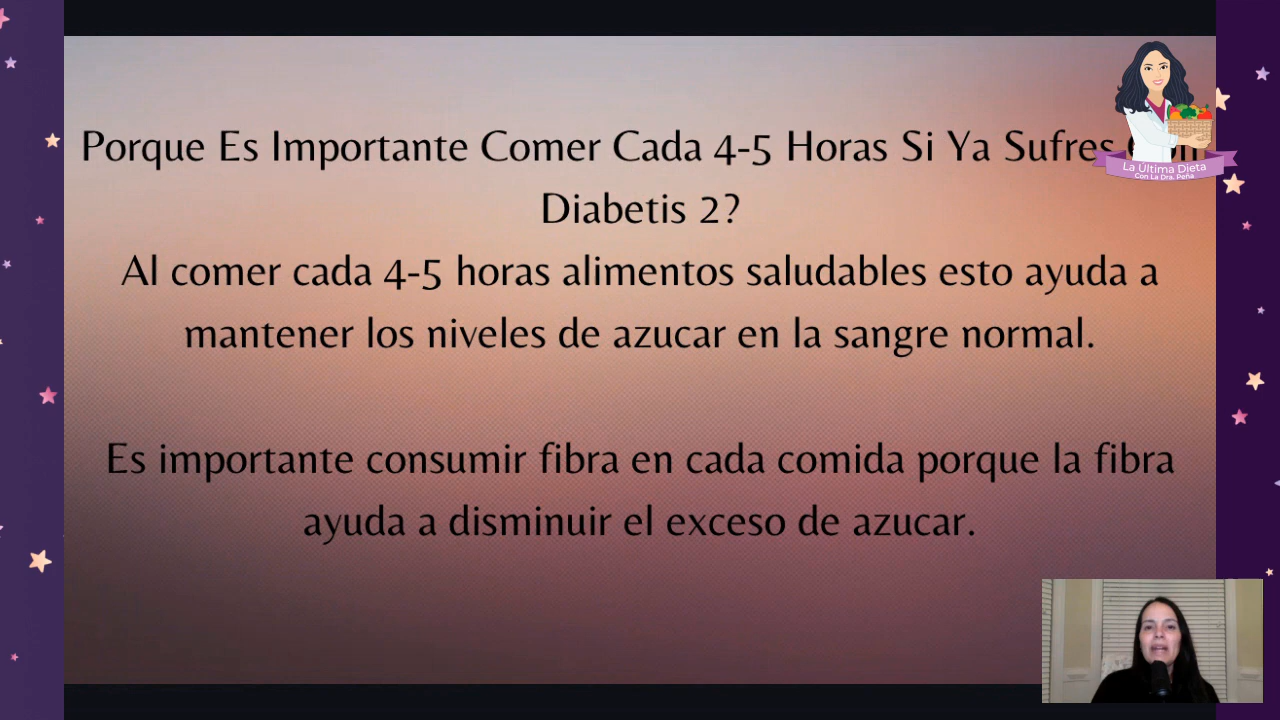 Porque Es Importante Comer Cada 4-5 Horas Si Ya Sufres
Diabetis 2?
Al comer cada 4-5 horas alimentos saludables esto ayuda a
mantener los niveles de azucar en la sangre normal.
Es importante consumir fibra en cada comida porque la fibra
ayuda a disminuir el exceso de azucar.
La Última Dieta
Con La Dra. Peña